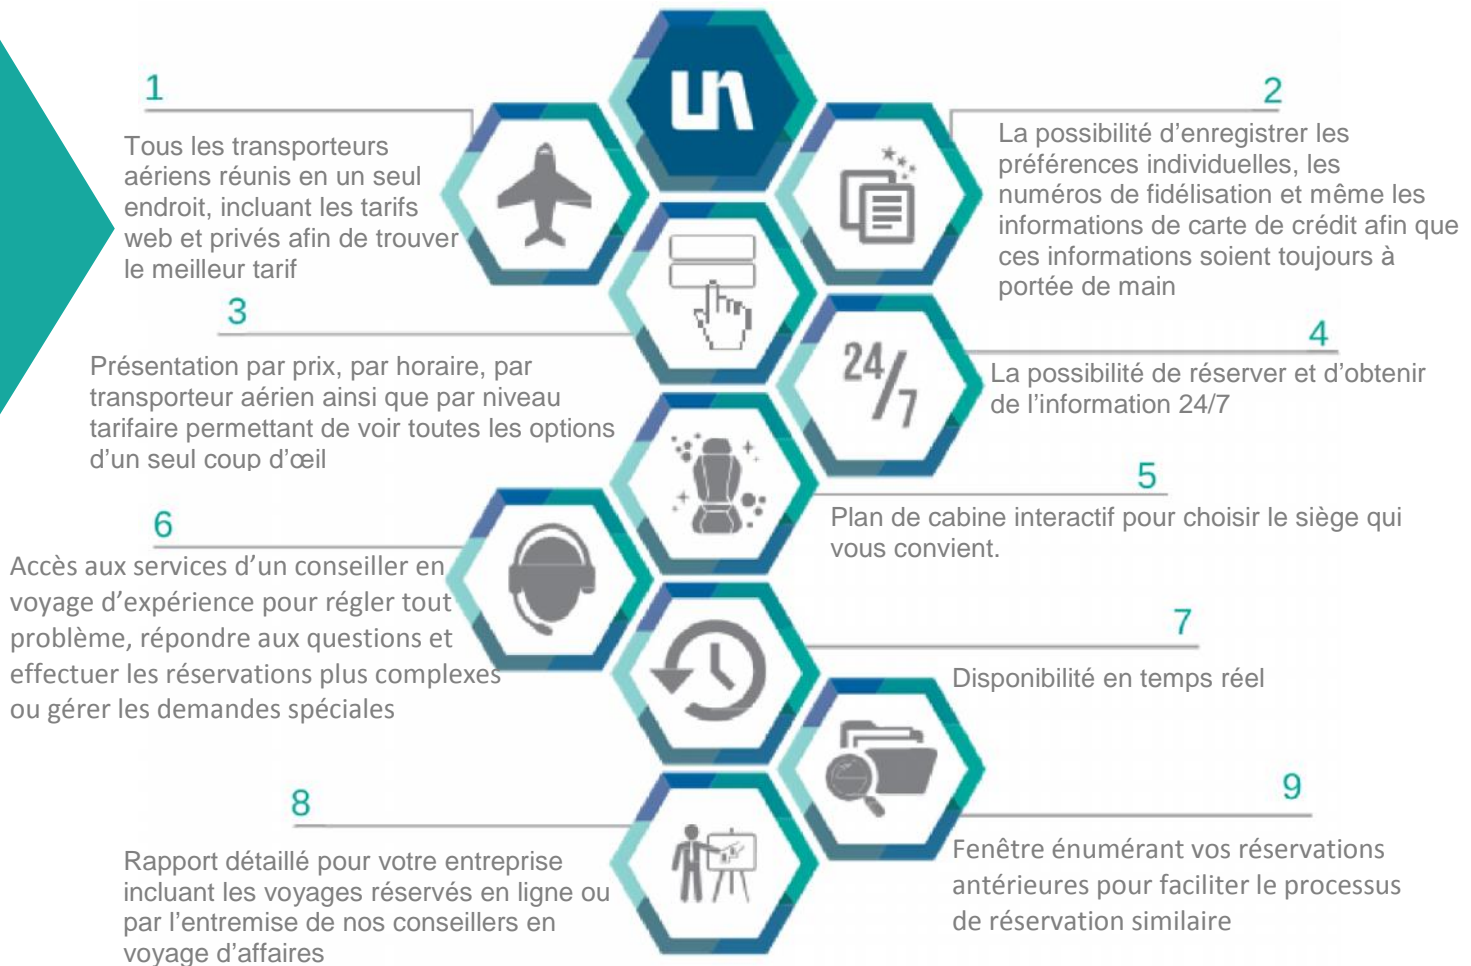 un
1
Tous les transporteurs
aériens réunis en un seul
endroit, incluant les tarifs
web et privés afin de trouver
le meilleur tarif
2
La possibilité d’enregistrer les
préférences individuelles, les
numéros de fidélisation et même les
informations de carte de crédit afin que
ces informations soient toujours à
portée de main
3
Présentation par prix, par horaire, par
transporteur aérien ainsi que par niveau
tarifaire permettant de voir toutes les options
d’un seul coup d’œil
24/7
4
La possibilité de réserver et d’obtenir
de l’information 24/7
5
Plan de cabine interactif pour choisir le siège qui
vous convient.
6
Accès aux services d’un conseiller en
voyage d’expérience pour régler tout
problème, répondre aux questions et
effectuer les réservations plus complexes
ou gérer les demandes spéciales
7
Disponibilité en temps réel
8
Rapport détaillé pour votre entreprise
incluant les voyages réservés en ligne ou
par l’entremise de nos conseillers en
voyage d’affaires
9
Fenêtre énumérant vos réservations
antérieures pour faciliter le processus
de réservation similaire